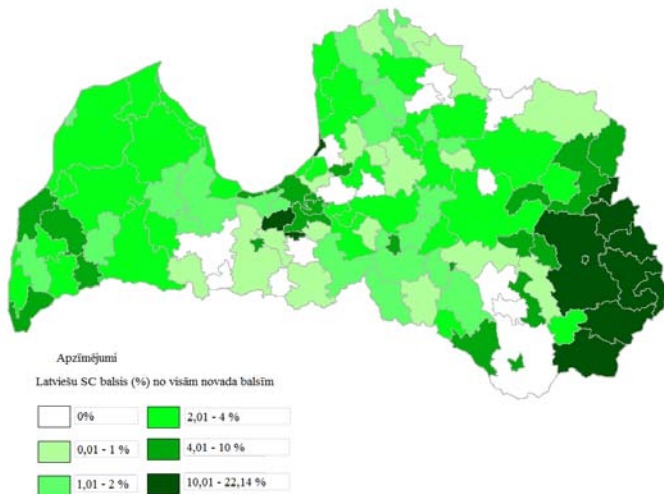 Apzīmējumi
Latviešu SC balsis (%) no visām novada balsīm
0%
2,01 - 4 %
0,01 - 1 %
4,01 - 10 %
1,01 - 2 %
10,01 - 22,14 %